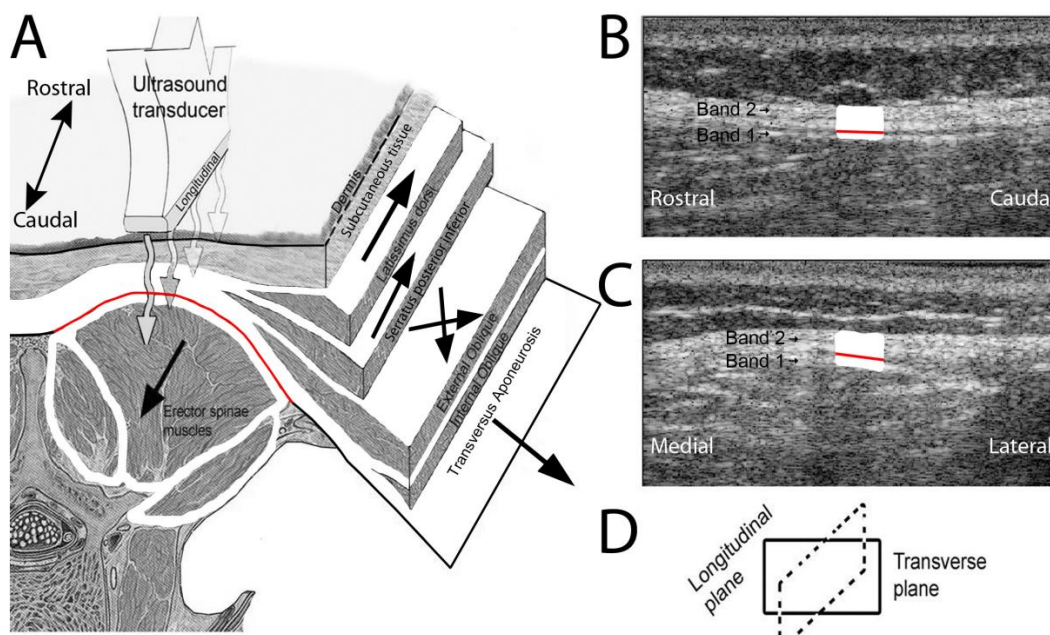 A
Rostral
Caudal
Ultrasound
transducer
Longitudinal
Dermis
Subcutaneous tissue
Latissimus dorsi
Serratus posterior Inferior
External Oblique
Internal Oblique
Transversus Aponeurosis
Erector spinae
muscles
B
Band 2
Band 1
Rostral
Cauda
C
Band 2
Band 1
Medial
Lateral
D
Longitudinal
plane
Transverse
plane